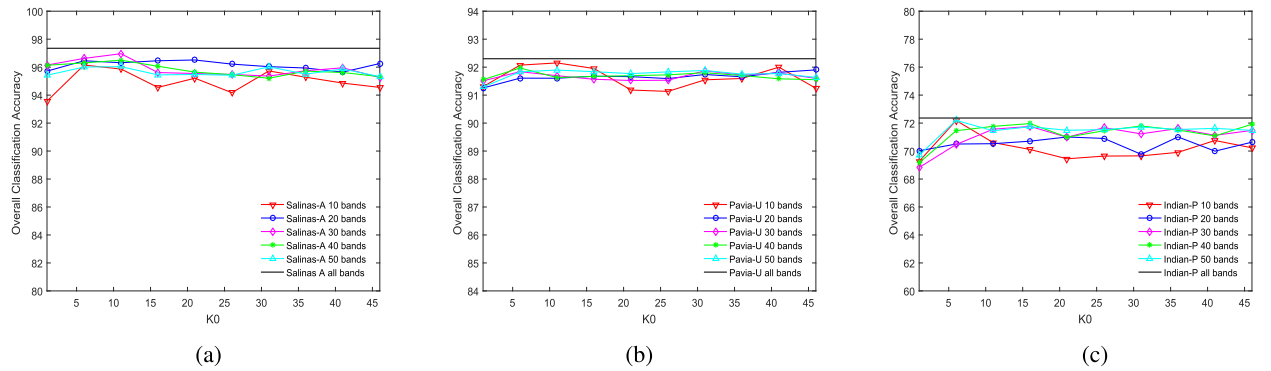 Overall Classification Accuracy
100
98
96
94
92
90
88
86
84
82
80
Salinas-A 10 bands
Salinas-A 20 bands
Salinas-A 30 bands
Salinas-A 40 bands
Salinas-A 50 bands
Salinas A all bands
5 10 15 20 25 30 35 40 45
K0
(a)
Overall Classification Accuracy
94
93
92
91
90
89
88
87
86
85
84
Pavia-U 10 bands
Pavia-U 20 bands
Pavia-U 30 bands
Pavia-U 40 bands
Pavia-U 50 bands
Pavia-U all bands
5 10 15 20 25 30 35 40 45
K0
(b)
Overall Classification Accuracy
80
78
76
74
72
70
68
66
64
62
60
Indian-P 10 bands
Indian-P 20 bands
Indian-P 30 bands
Indian-P 40 bands
Indian-P 50 bands
Indian-P all bands
5 10 15 20 25 30 35 40 45
K0
(c)